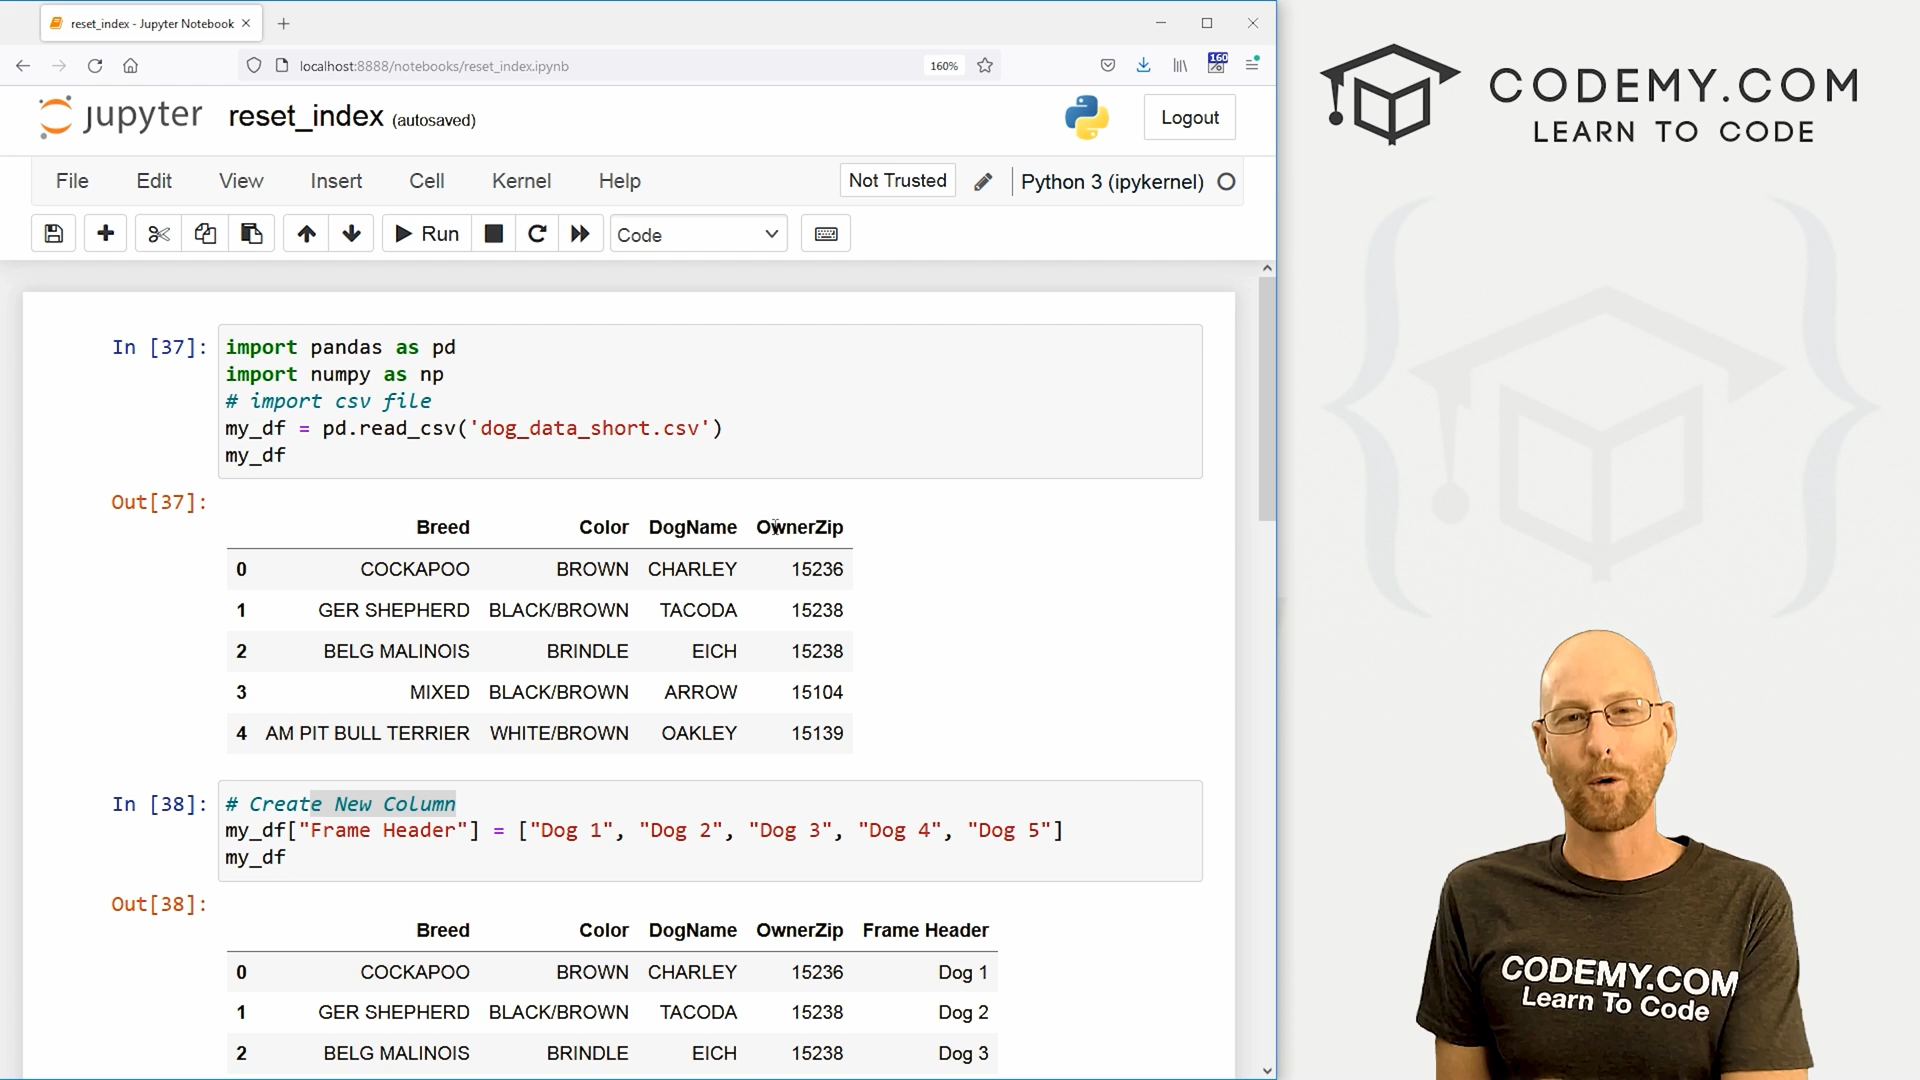 reset_index - Jupyter Notebook
localhost:8888/notebooks/reset_index.ipynb
160%
160
jupyter reset_index (autosaved)
Logout
File Edit View Insert Cell Kernel Help
Not Trusted
Python 3 (ipykernel)
Run
Code
In [37]:
import pandas as pd
import numpy as np
# import csv file
my_df = pd.read_csv('dog_data_short.csv')
my_df
Out[37]:
Breed Color DogName OwnerZip
0 COCKAPOO BROWN CHARLEY 15236
1 GER SHEPHERD BLACK/BROWN TACODA 15238
2 BELG MALINOIS BRINDLE EICH 15238
3 MIXED BLACK/BROWN ARROW 15104
4 AM PIT BULL TERRIER WHITE/BROWN OAKLEY 15139
In [38]:
# Create New Column
my_df["Frame Header"] = ["Dog 1", "Dog 2", "Dog 3", "Dog 4", "Dog 5"]
my_df
Out[38]:
Breed Color DogName OwnerZip Frame Header
0 COCKAPOO BROWN CHARLEY 15236 Dog 1
1 GER SHEPHERD BLACK/BROWN TACODA 15238 Dog 2
2 BELG MALINOIS BRINDLE EICH 15238 Dog 3
CODEMY.COM
LEARN TO CODE
CODEMY.COM
Learn To Code